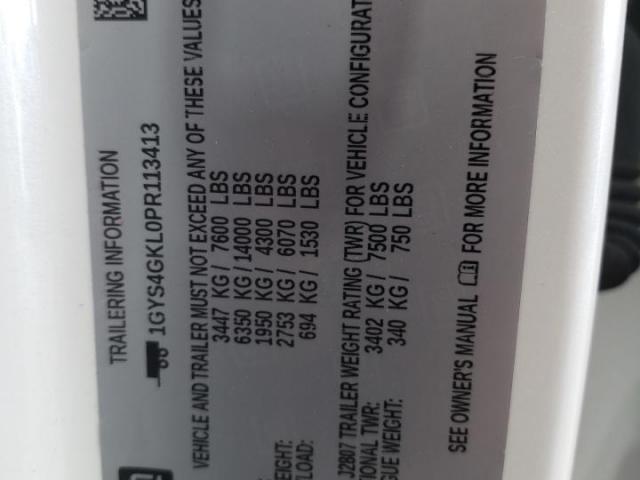 TRAILERING INFORMATION
1GYS4GKL0PR113413
VEHICLE AND TRAILER MUST NOT EXCEED ANY OF THESE VALUES
3447 KG / 7600 LBS
6350 KG / 14000 LBS
1950 KG / 4300 LBS
EIGHT: 2753 KG / 6070 LBS
LOAD: 694 KG / 1530 LBS
J2807 TRAILER WEIGHT RATING (TWR) FOR VEHICLE CONFIGURAT
IONAL TWR: 3402 KG / 7500 LBS
GUE WEIGHT: 340 KG / 750 LBS
SEE OWNER'S MANUAL FOR MORE INFORMATION